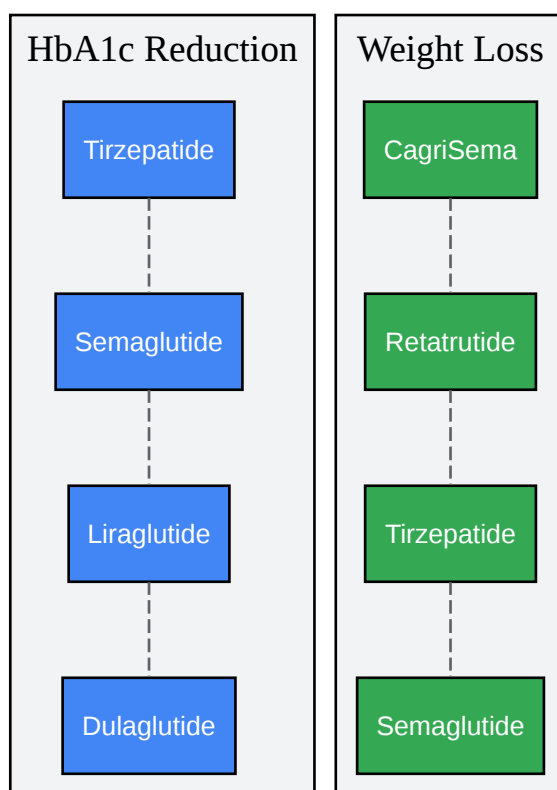 HbA1c Reduction
Tirzepatide
Semaglutide
Liraglutide
Dulaglutide
Weight Loss
CagriSema
Retatrutide
Tirzepatide
Semaglutide